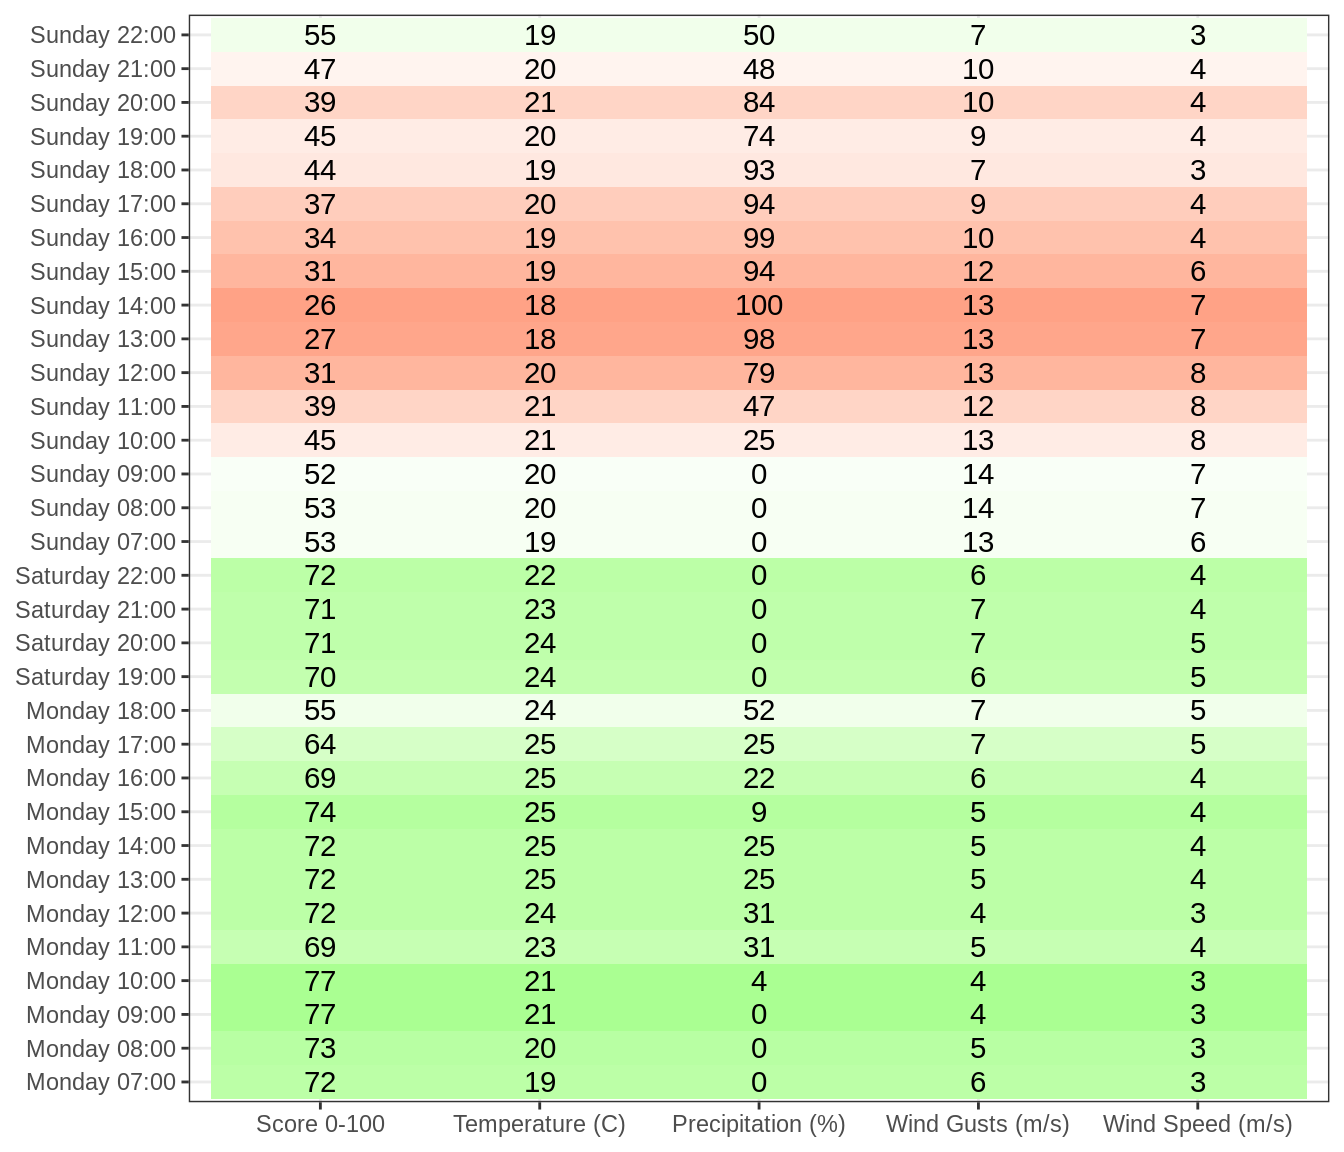 Sunday 22:00 55 19 50 7 3
Sunday 21:00 47 20 48 10 4
Sunday 20:00 39 21 84 10 4
Sunday 19:00 45 20 74 9 4
Sunday 18:00 44 19 93 7 3
Sunday 17:00 37 20 94 9 4
Sunday 16:00 34 19 99 10 4
Sunday 15:00 31 19 94 12 6
Sunday 14:00 26 18 100 13 7
Sunday 13:00 27 18 98 13 7
Sunday 12:00 31 20 79 13 8
Sunday 11:00 39 21 47 12 8
Sunday 10:00 45 21 25 13 8
Sunday 09:00 52 20 0 14 7
Sunday 08:00 53 20 0 14 7
Sunday 07:00 53 19 0 13 6
Saturday 22:00 72 22 0 6 4
Saturday 21:00 71 23 0 7 4
Saturday 20:00 71 24 0 7 5
Saturday 19:00 70 24 0 6 5
Monday 18:00 55 24 52 7 5
Monday 17:00 64 25 25 7 5
Monday 16:00 69 25 22 6 4
Monday 15:00 74 25 9 5 4
Monday 14:00 72 25 25 5 4
Monday 13:00 72 25 25 5 4
Monday 12:00 72 24 31 4 3
Monday 11:00 69 23 31 5 4
Monday 10:00 77 21 4 4 3
Monday 09:00 77 21 0 4 3
Monday 08:00 73 20 0 5 3
Monday 07:00 72 19 0 6 3
Score 0-100 Temperature (C) Precipitation (%) Wind Gusts (m/s) Wind Speed (m/s)